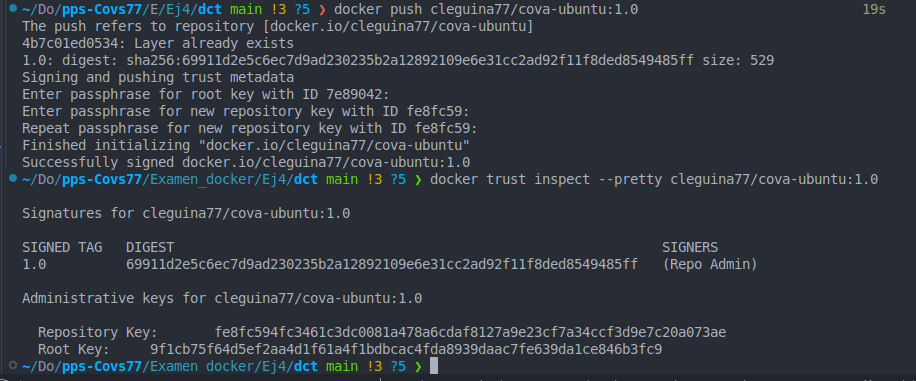 ~/Do/pps-Covs77/E/Ej4/dct main !3 ?5 ❯ docker push cleguina77/cova-ubuntu:1.0 19s
The push refers to repository [docker.io/cleguina77/cova-ubuntu]
4b7c01ed0534: Layer already exists
1.0: digest: sha256:69911d2e5c6ec7d9ad230235b2a12892109e6e31cc2ad92f11f8ded8549485ff size: 529
Signing and pushing trust metadata
Enter passphrase for root key with ID 7e89042:
Enter passphrase for new repository key with ID fe8fc59:
Repeat passphrase for new repository key with ID fe8fc59:
Finished initializing "docker.io/cleguina77/cova-ubuntu"
Successfully signed docker.io/cleguina77/cova-ubuntu:1.0
~/Do/pps-Covs77/Examen_docker/Ej4/dct main !3 ?5 ❯ docker trust inspect --pretty cleguina77/cova-ubuntu:1.0
Signatures for cleguina77/cova-ubuntu:1.0
SIGNED TAG DIGEST SIGNERS
1.0 69911d2e5c6ec7d9ad230235b2a12892109e6e31cc2ad92f11f8ded8549485ff (Repo Admin)
Administrative keys for cleguina77/cova-ubuntu:1.0
Repository Key: fe8fc594fc3461c3dc0081a478a6cdaf8127a9e23cf7a34ccf3d9e7c20a073ae
Root Key: 9f1cb75f64d5ef2aa4d1f61a4f1bdbcac4fda8939daac7fe639da1ce846b3fc9
~/Do/pps-Covs77/Examen_docker/Ej4/dct main !3 ?5 ❯